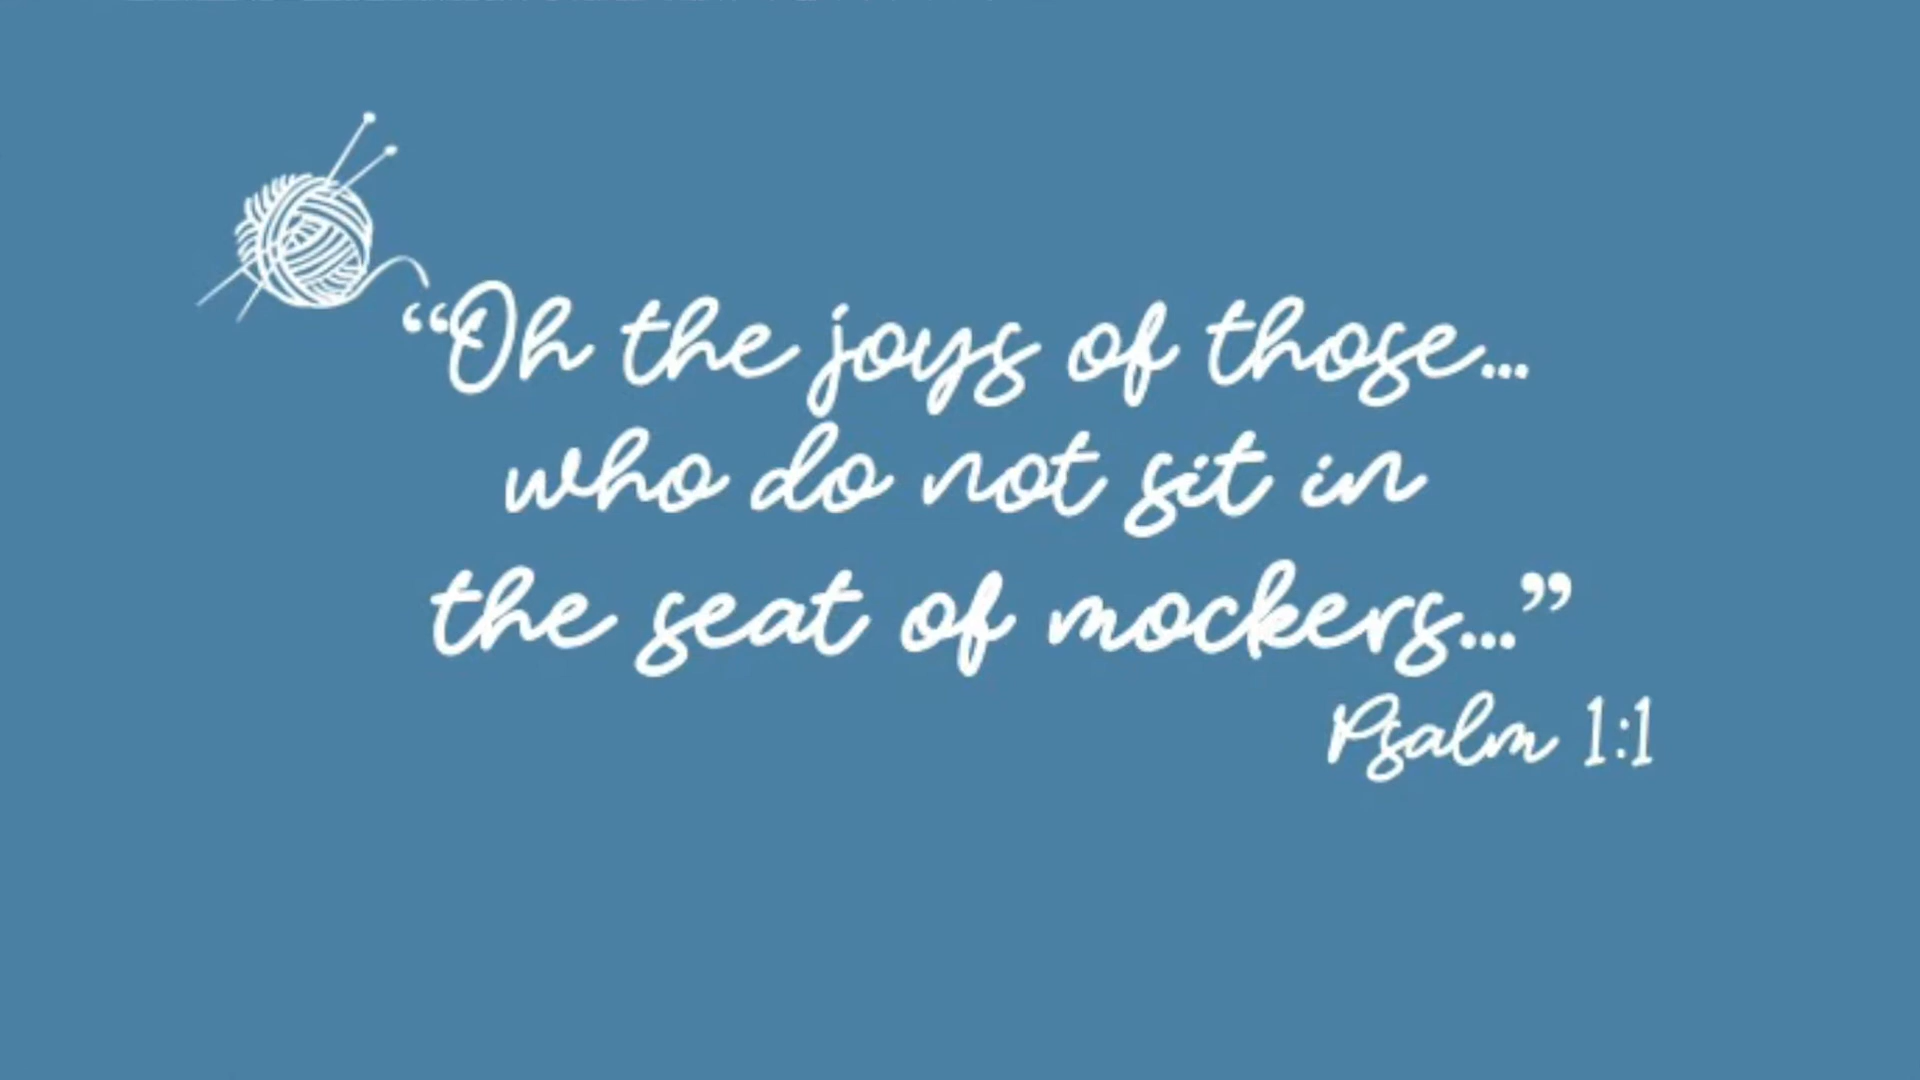 “Oh the joys of those...
who do not sit in
the seat of mockers...”
Psalm 1:1